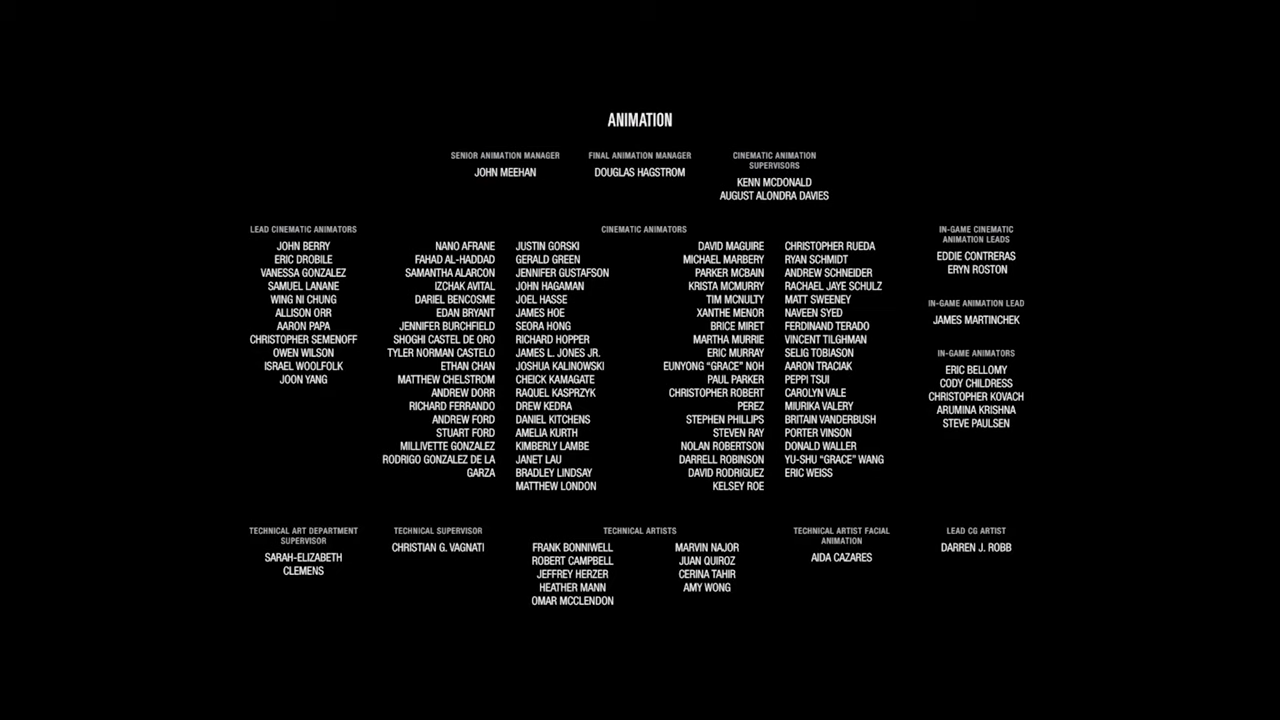 ANIMATION
SENIOR ANIMATION MANAGER
JOHN MEEHAN
FINAL ANIMATION MANAGER
DOUGLAS HAGSTROM
CINEMATIC ANIMATION
SUPERVISORS
KENN MCDONALD
AUGUST ALONDRA DAVIES
LEAD CINEMATIC ANIMATORS
JOHN BERRY
ERIC DROBILE
VANESSA GONZALEZ
SAMUEL LANANE
WING NI CHUNG
ALLISON ORR
AARON PAPA
CHRISTOPHER SEMENOFF
OWEN WILSON
ISRAEL WOOLFOLK
JOON YANG
CINEMATIC ANIMATORS
NANO AFRANE
FAHAD AL-HADDAD
SAMANTHA ALARCON
IZCHAK AVITAL
DARIEL BENCOSME
EDAN BRYANT
JENNIFER BURCHFIELD
SHOGHI CASTEL DE ORO
TYLER NORMAN CASTELO
ETHAN CHAN
MATTHEW CHELSTROM
ANDREW DORR
RICHARD FERRANDO
ANDREW FORD
STUART FORD
MILLIVETTE GONZALEZ
RODRIGO GONZALEZ DE LA
GARZA
JUSTIN GORSKI
GERALD GREEN
JENNIFER GUSTAFSON
JOHN HAGAMAN
JOEL HASSE
JAMES HOE
SEORA HONG
RICHARD HOPPER
JAMES L. JONES JR.
JOSHUA KALINOWSKI
CHEICK KAMAGATE
RAQUEL KASPRZYK
DREW KEDRA
DANIEL KITCHENS
AMELIA KURTH
KIMBERLY LAMBE
JANET LAU
BRADLEY LINDSAY
MATTHEW LONDON
DAVID MAGUIRE
MICHAEL MARBERY
PARKER MCBAIN
KRISTA MCMURRY
TIM MCNULTY
XANTHE MENOR
BRICE MIRET
MARTHA MURRIE
ERIC MURRAY
EUNYONG “GRACE” NOH
PAUL PARKER
CHRISTOPHER ROBERT
PEREZ
STEPHEN PHILLIPS
STEVEN RAY
NOLAN ROBERTSON
DARRELL ROBINSON
DAVID RODRIGUEZ
KELSEY ROE
CHRISTOPHER RUEDA
RYAN SCHMIDT
ANDREW SCHNEIDER
RACHAEL JAYE SCHULZ
MATT SWEENEY
NAVEEN SYED
FERDINAND TERADO
VINCENT TILGHMAN
SELIG TOBIASON
AARON TRACIAK
PEPPI TSUI
CAROLYN VALE
MIURIKA VALERY
BRITAIN VANDERBUSH
PORTER VINSON
DONALD WALLER
YU-SHU “GRACE” WANG
ERIC WEISS
IN-GAME CINEMATIC
ANIMATION LEADS
EDDIE CONTRERAS
ERYN ROSTON
IN-GAME ANIMATION LEAD
JAMES MARTINCHEK
IN-GAME ANIMATORS
ERIC BELLOMY
CODY CHILDRESS
CHRISTOPHER KOVACH
ARUMINA KRISHNA
STEVE PAULSEN
TECHNICAL ART DEPARTMENT
SUPERVISOR
SARAH-ELIZABETH
CLEMENS
TECHNICAL SUPERVISOR
CHRISTIAN G. VAGNATI
TECHNICAL ARTISTS
FRANK BONNIWELL
ROBERT CAMPBELL
JEFFREY HERZER
HEATHER MANN
OMAR MCCLENDON
MARVIN NAJOR
JUAN QUIROZ
CERINA TAHIR
AMY WONG
TECHNICAL ARTIST FACIAL
ANIMATION
AIDA CAZARES
LEAD CG ARTIST
DARREN J. ROBB